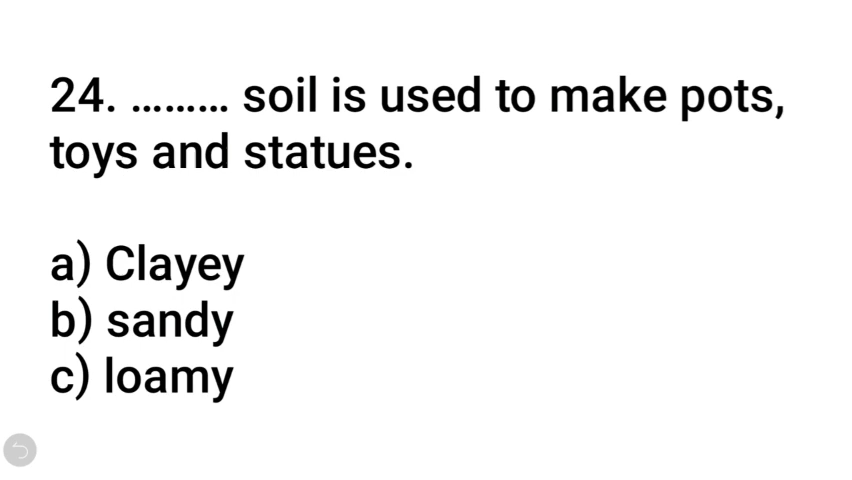 24. ......... soil is used to make pots,
toys and statues.
a) Clayey
b) sandy
c) loamy